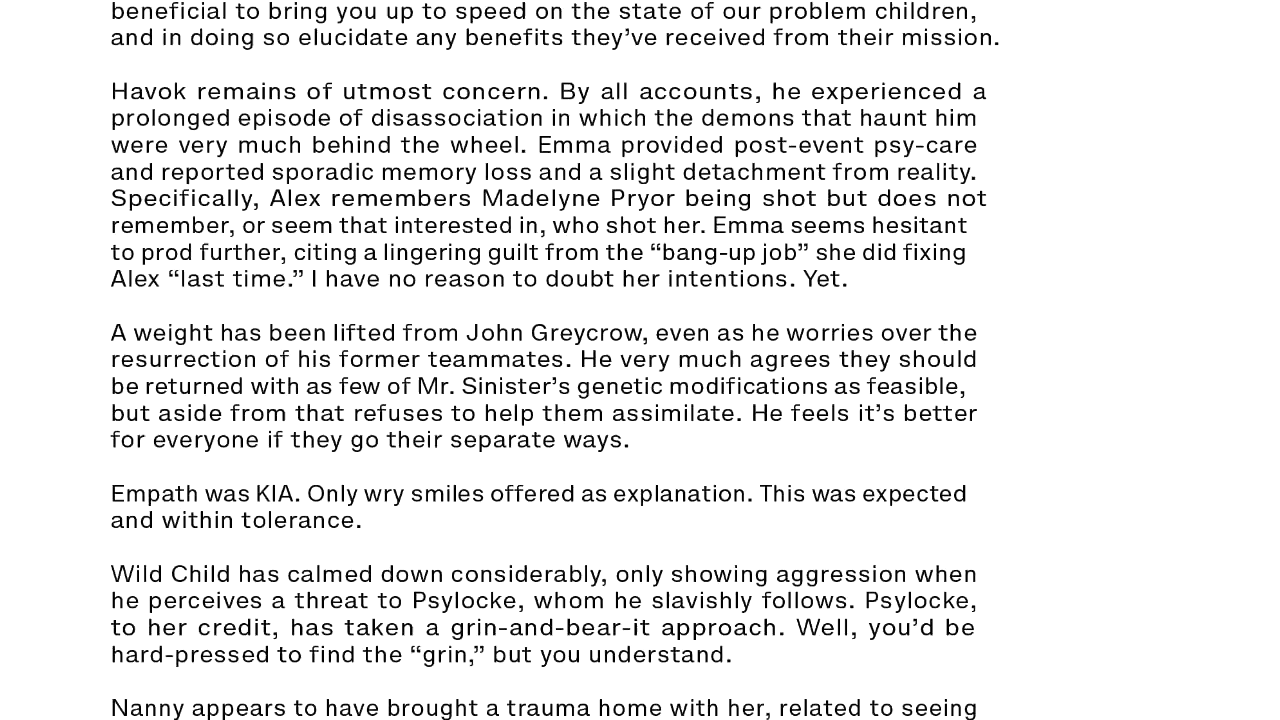 beneficial to bring you up to speed on the state of our problem children,
and in doing so elucidate any benefits they’ve received from their mission.
Havok remains of utmost concern. By all accounts, he experienced a
prolonged episode of disassociation in which the demons that haunt him
were very much behind the wheel. Emma provided post-event psy-care
and reported sporadic memory loss and a slight detachment from reality.
Specifically, Alex remembers Madelyne Pryor being shot but does not
remember, or seem that interested in, who shot her. Emma seems hesitant
to prod further, citing a lingering guilt from the “bang-up job” she did fixing
Alex “last time.” I have no reason to doubt her intentions. Yet.
A weight has been lifted from John Greycrow, even as he worries over the
resurrection of his former teammates. He very much agrees they should
be returned with as few of Mr. Sinister’s genetic modifications as feasible,
but aside from that refuses to help them assimilate. He feels it’s better
for everyone if they go their separate ways.
Empath was KIA. Only wry smiles offered as explanation. This was expected
and within tolerance.
Wild Child has calmed down considerably, only showing aggression when
he perceives a threat to Psylocke, whom he slavishly follows. Psylocke,
to her credit, has taken a grin-and-bear-it approach. Well, you’d be
hard-pressed to find the “grin,” but you understand.
Nanny appears to have brought a trauma home with her, related to seeing